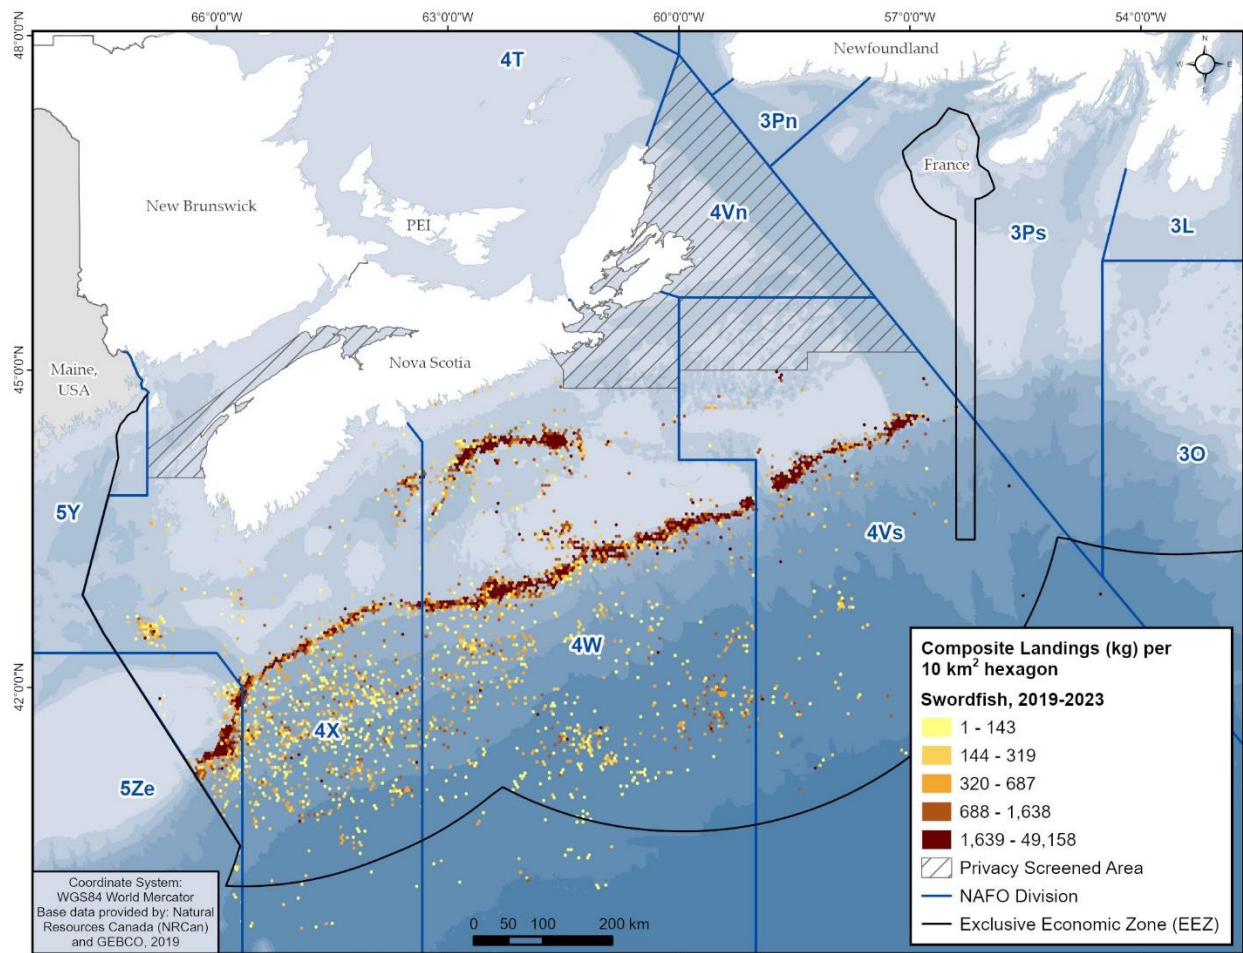 66°0'0"W
63°0'0"W
60°0'0"W
57°0'0"W
54°0'0"W
48°0'0"N
4T
Newfoundland
N
W E
S
3Pn
France
New Brunswick
PEI
4Vn
3Ps
3L
45°0'0"N
Maine,
USA
Nova Scotia
3O
5Y
4Vs
4W
42°0'0"N
4X
5Ze
Composite Landings (kg) per
10 km² hexagon
Swordfish, 2019-2023
1 - 143
144 - 319
320 - 687
688 - 1,638
1,639 - 49,158
Privacy Screened Area
NAFO Division
Exclusive Economic Zone (EEZ)
Coordinate System:
WGS84 World Mercator
Base data provided by: Natural
Resources Canada (NRCan)
and GEBCO, 2019
0 50 100 200 km